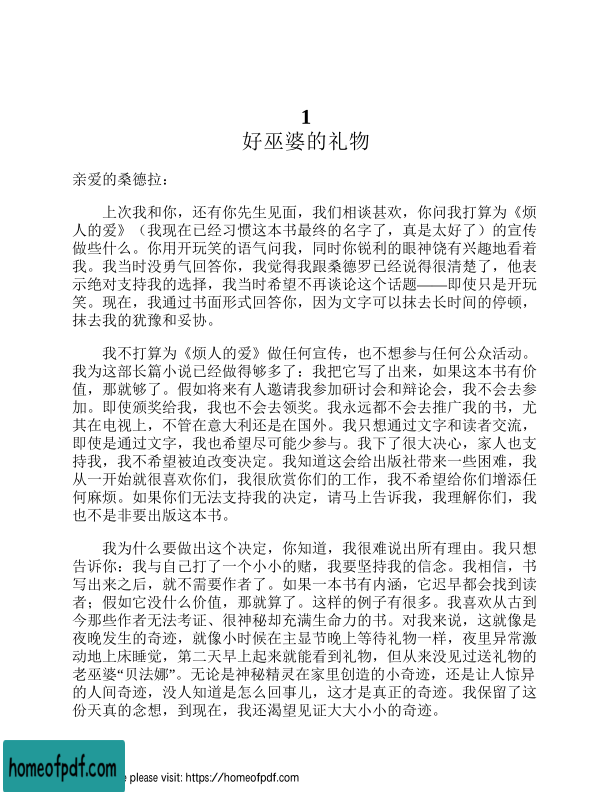 1
好巫婆的礼物
亲爱的桑德拉：
上次我和你，还有你先生见面，我们相谈甚欢，你问我打算为《烦
人的爱》（我现在已经习惯这本书最终的名字了，真是太好了）的宣传
做些什么。你用开玩笑的语气问我，同时你锐利的眼神饶有兴趣地看着
我。我当时没勇气回答你，我觉得我跟桑德罗已经说得很清楚了，他表
示绝对支持我的选择，我当时希望不再谈论这个话题——即使只是开玩
笑。现在，我通过书面形式回答你，因为文字可以抹去长时间的停顿，
抹去我的犹豫和妥协。
我不打算为《烦人的爱》做任何宣传，也不想参与任何公众活动。
我为这部长篇小说已经做得够多了：我把它写了出来，如果这本书有价
值，那就够了。假如将来有人邀请我参加研讨会和辩论会，我不会去参
加。即使颁奖给我，我也不会去领奖。我永远都不会去推广我的书，尤
其在电视上，不管在意大利还是在国外。我只想通过文字和读者交流，
即使是通过文字，我也希望尽可能少参与。我下了很大决心，家人也支
持我，我不希望被迫改变决定。我知道这会给出版社带来一些困难，我
从一开始就很喜欢你们，我很欣赏你们的工作，我不希望给你们增添任
何麻烦。如果你们无法支持我的决定，请马上告诉我，我理解你们，我
也不是非要出版这本书。
我为什么要做出这个决定，你知道，我很难说出所有理由。我只想
告诉你：我与自己打了一个小小的赌，我要坚持我的信念。我相信，书
写出来之后，就不需要作者了。如果一本书有内涵，它迟早都会找到读
者；假如它没什么价值，那就算了。这样的例子有很多。我喜欢从古到
今那些作者无法考证、很神秘却充满生命力的书。对我来说，这就像是
夜晚发生的奇迹，就像小时候在主显节晚上等待礼物一样，夜里异常激
动地上床睡觉，第二天早上起来就能看到礼物，但从来没见过送礼物的
老巫婆“贝法娜”。无论是神秘精灵在家里创造的小奇迹，还是让人惊异
的人间奇迹，没人知道是怎么回事儿，这才是真正的奇迹。我保留了这
份天真的念想，到现在，我还渴望见证大大小小的奇迹。
homeofpdf.com
e please visit: https://homeofpdf.com